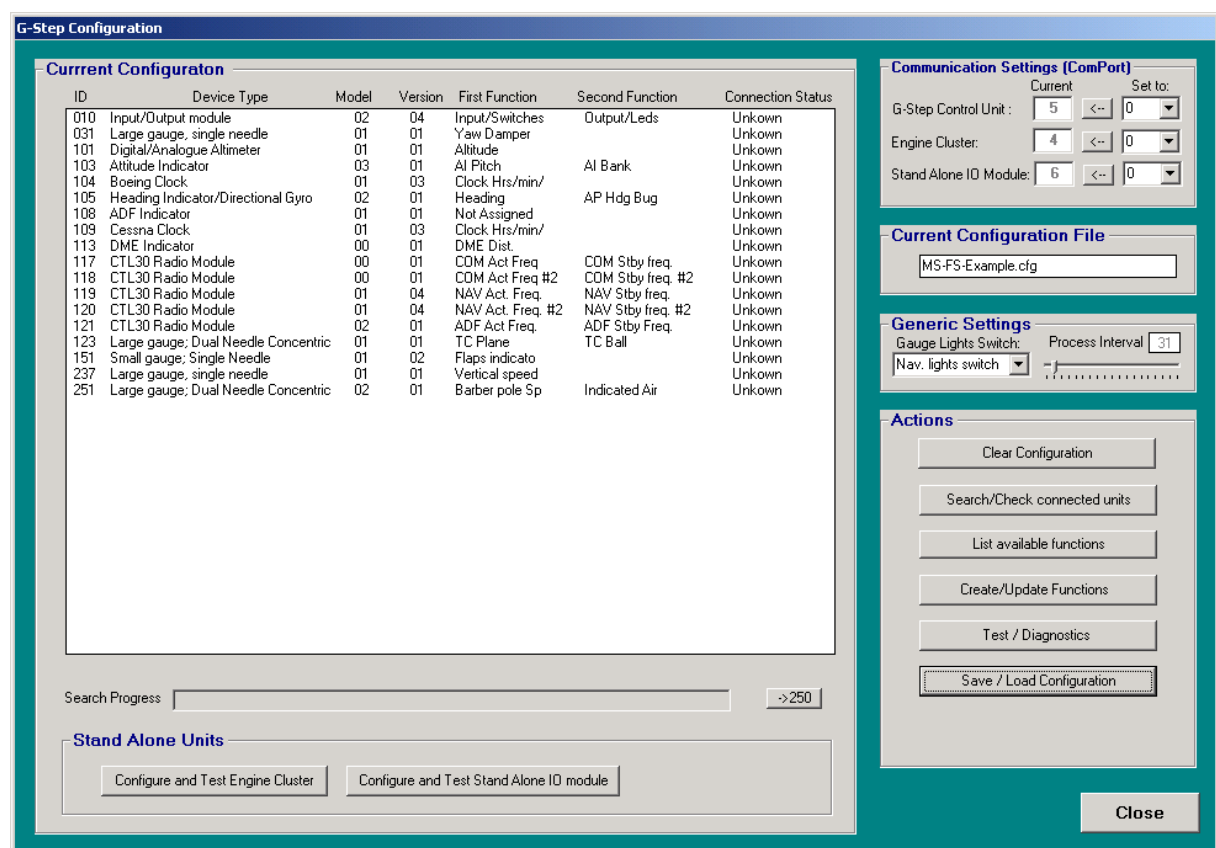 G-Step Configuration
Currrent Configuraton
ID Device Type Model Version First Function Second Function Connection Status
010 Input/Output module 02 04 Input/Switches Output/Leds Unkown
031 Large gauge, single needle 01 01 Yaw Damper Unkown
101 Digital/Analogue Altimeter 01 01 Altitude Unkown
103 Attitude Indicator 03 01 AI Pitch AI Bank Unkown
104 Boeing Clock 01 03 Clock Hrs/min/ Unkown
105 Heading Indicator/Directional Gyro 02 01 Heading AP Hdg Bug Unkown
108 ADF Indicator 01 01 Not Assigned Unkown
109 Cessna Clock 01 03 Clock Hrs/min/ Unkown
113 DME Indicator 00 01 DME Dist. Unkown
117 CTL30 Radio Module 00 01 COM Act Freq COM Stby freq. Unkown
118 CTL30 Radio Module 00 01 COM Act Freq #2 COM Stby freq. #2 Unkown
119 CTL30 Radio Module 01 04 NAV Act. Freq. NAV Stby freq. Unkown
120 CTL30 Radio Module 01 04 NAV Act. Freq. #2 NAV Stby freq. #2 Unkown
121 CTL30 Radio Module 02 01 ADF Act Freq. ADF Stby Freq. Unkown
123 Large gauge; Dual Needle Concentric 01 01 TC Plane TC Ball Unkown
151 Small gauge; Single Needle 01 02 Flaps indicato Unkown
237 Large gauge, single needle 01 01 Vertical speed Unkown
251 Large gauge; Dual Needle Concentric 02 01 Barber pole Sp Indicated Air Unkown
Search Progress ->250
Stand Alone Units
Configure and Test Engine Cluster Configure and Test Stand Alone IO module
Communication Settings (ComPort)
Current Set to:
G-Step Control Unit : 5 <-- 0
Engine Cluster: 4 <-- 0
Stand Alone IO Module: 6 <-- 0
Current Configuration File
MS-FS-Example.cfg
Generic Settings
Gauge Lights Switch: Process Interval 31
Nav. lights switch
Actions
Clear Configuration
Search/Check connected units
List available functions
Create/Update Functions
Test / Diagnostics
Save / Load Configuration
Close